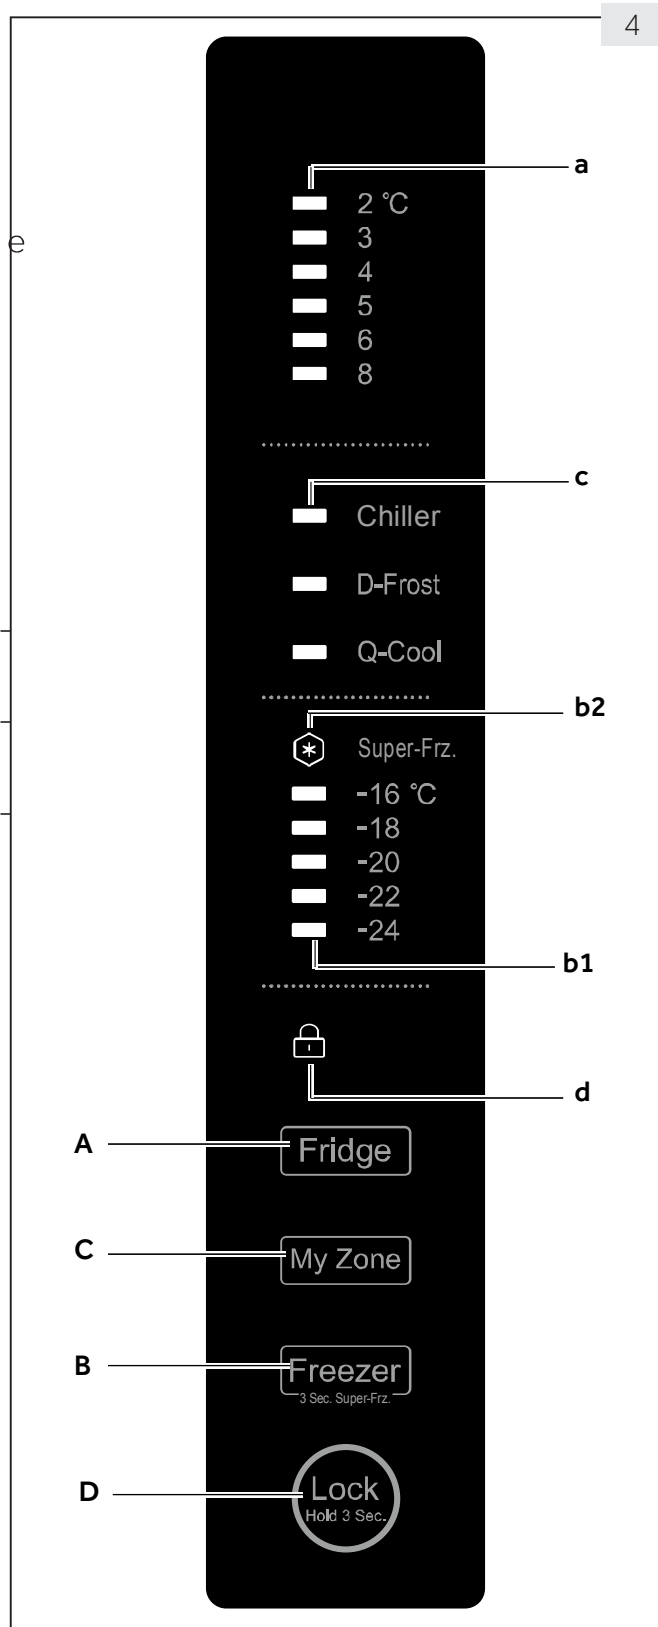 4
a
2 °C
e
3
4
5
6
8
c
Chiller
D-Frost
Q-Cool
b2
Super-Frz.
-16 °C
-18
-20
-22
-24
b1
d
A
Fridge
C
My Zone
B
Freezer
3 Sec. Super-Frz.
D
Lock
Hold 3 Sec.